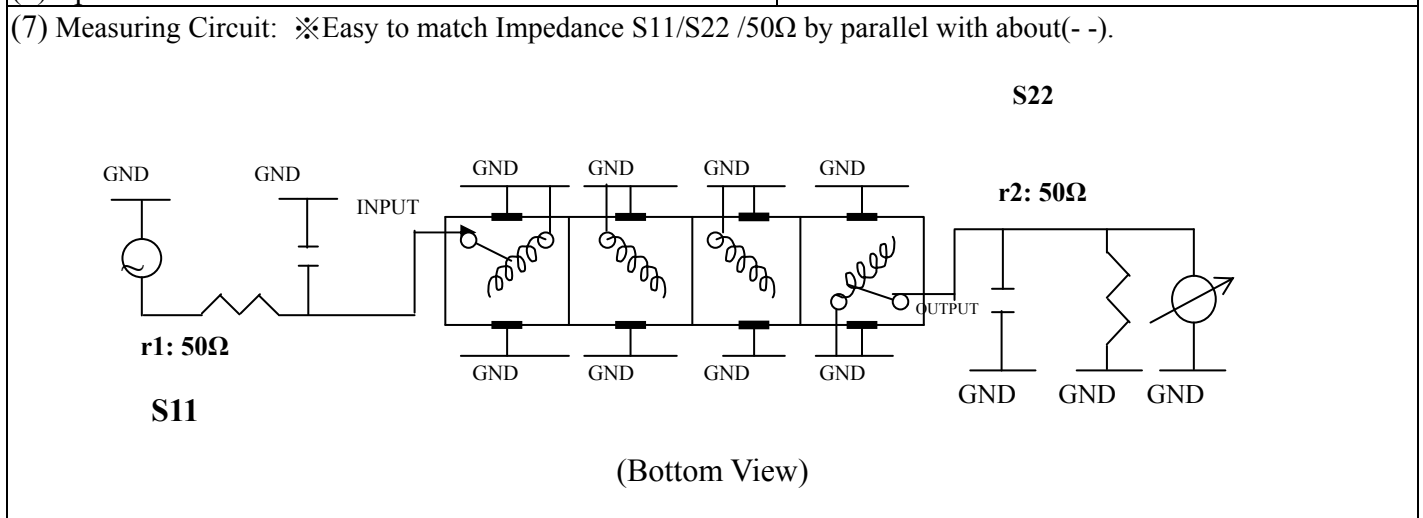 (7) Measuring Circuit: ※Easy to match Impedance S11/S22 /50Ω by parallel with about(- -).
S22
GND GND GND GND GND GND
r2: 50Ω
INPUT
OUTPUT
r1: 50Ω
GND GND GND GND
GND GND GND
S11
(Bottom View)